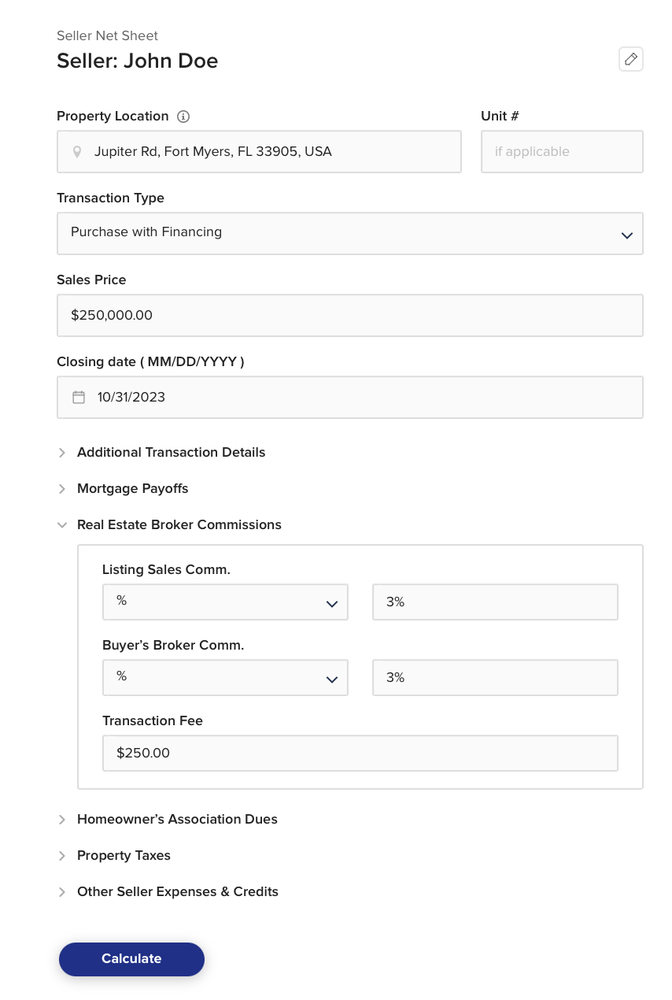 Seller Net Sheet
Seller: John Doe
Property Location
Unit #
Jupiter Rd, Fort Myers, FL 33905, USA
if applicable
Transaction Type
Purchase with Financing
Sales Price
$250,000.00
Closing date ( MM/DD/YYYY )
10/31/2023
Additional Transaction Details
Mortgage Payoffs
Real Estate Broker Commissions
Listing Sales Comm.
%
3%
Buyer’s Broker Comm.
%
3%
Transaction Fee
$250.00
Homeowner’s Association Dues
Property Taxes
Other Seller Expenses & Credits
Calculate